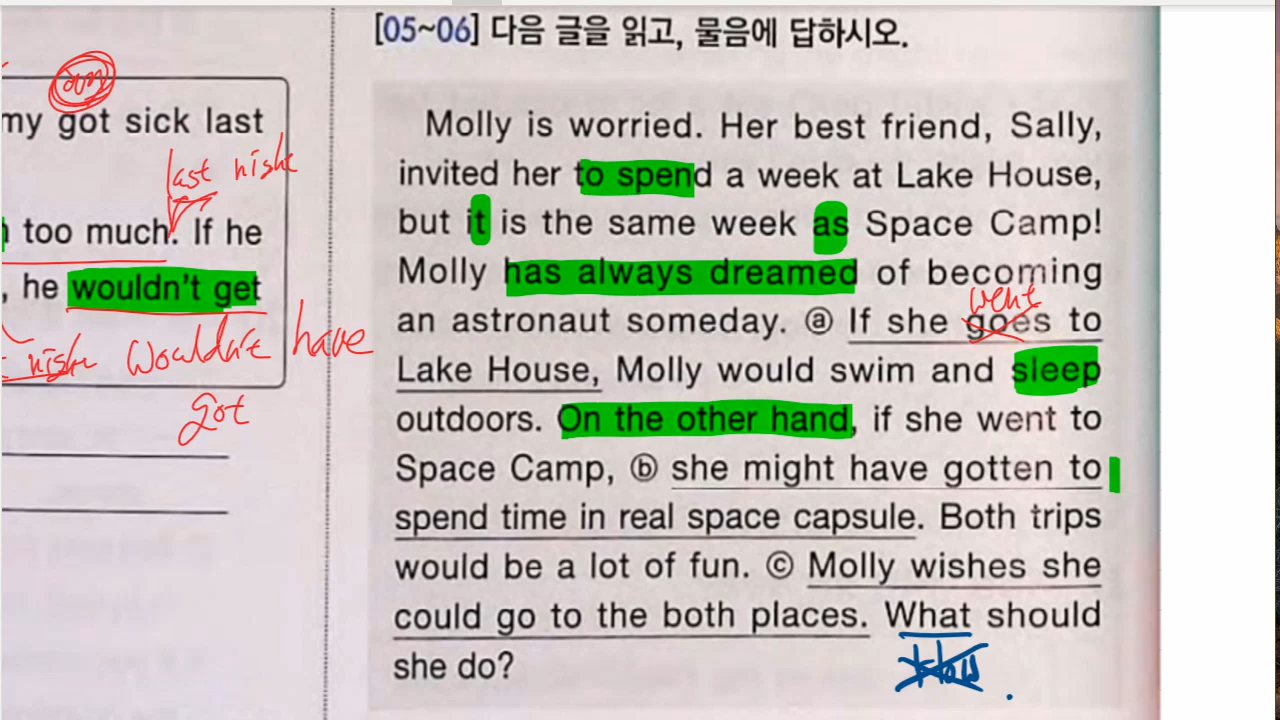 my got sick last
last nishe
too much. If he
, he wouldn't get
nishe Wouldn't have
got
[05~06] 다음 글을 읽고, 물음에 답하시오.
Molly is worried. Her best friend, Sally,
invited her to spend a week at Lake House,
but it is the same week as Space Camp!
Molly has always dreamed of becoming
went
an astronaut someday. ⓐ If she goes to
Lake House, Molly would swim and sleep
outdoors. On the other hand, if she went to
Space Camp, ⓑ she might have gotten to
spend time in real space capsule. Both trips
would be a lot of fun. ⓒ Molly wishes she
could go to the both places. What should
she do?
How